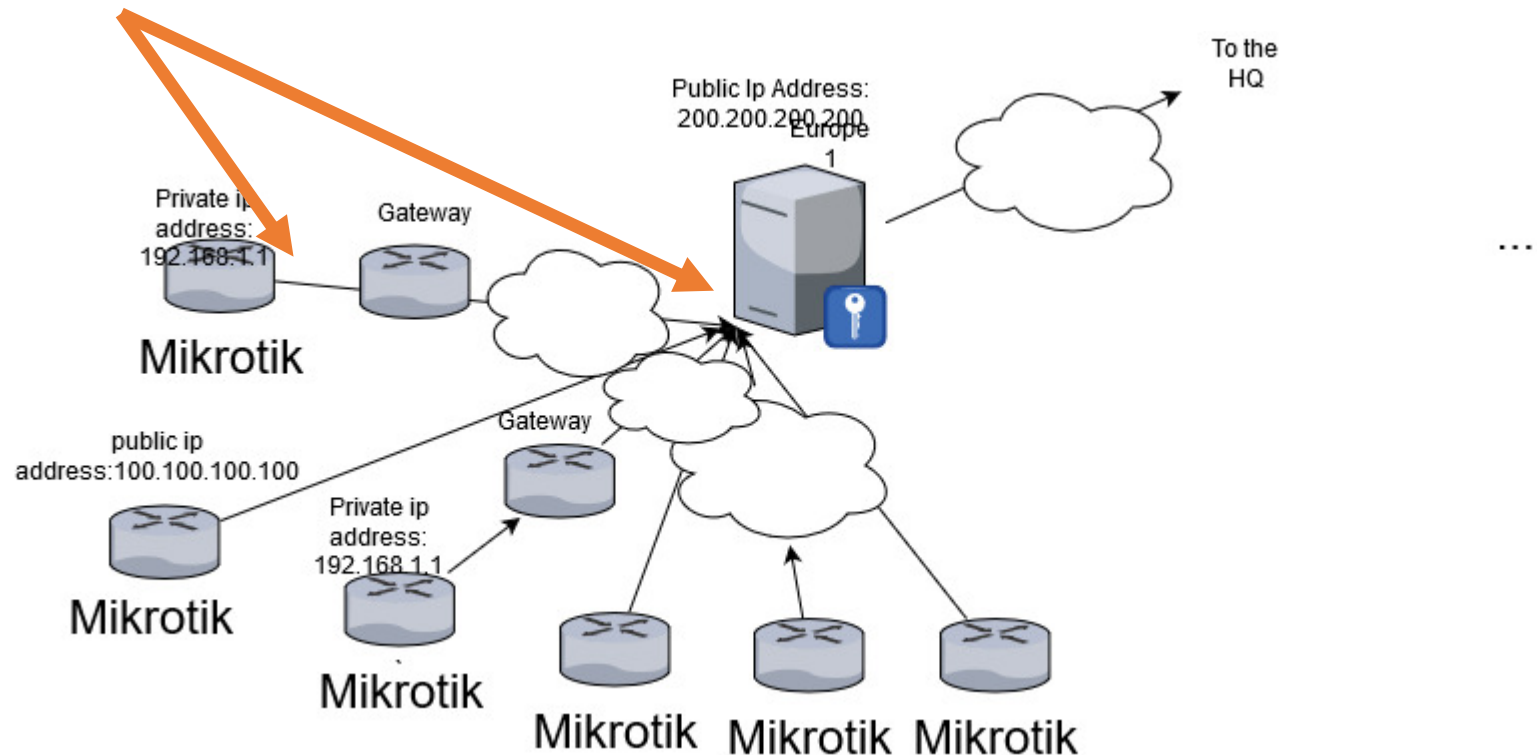 To the
HQ
Public Ip Address:
200.200.200.200
Europe
1
...
Private ip
address:
192.168.1.1
Gateway
Mikrotik
public ip
address:100.100.100.100
Mikrotik
Gateway
Private ip
address:
192.168.1.1
Mikrotik
Mikrotik
Mikrotik
Mikrotik